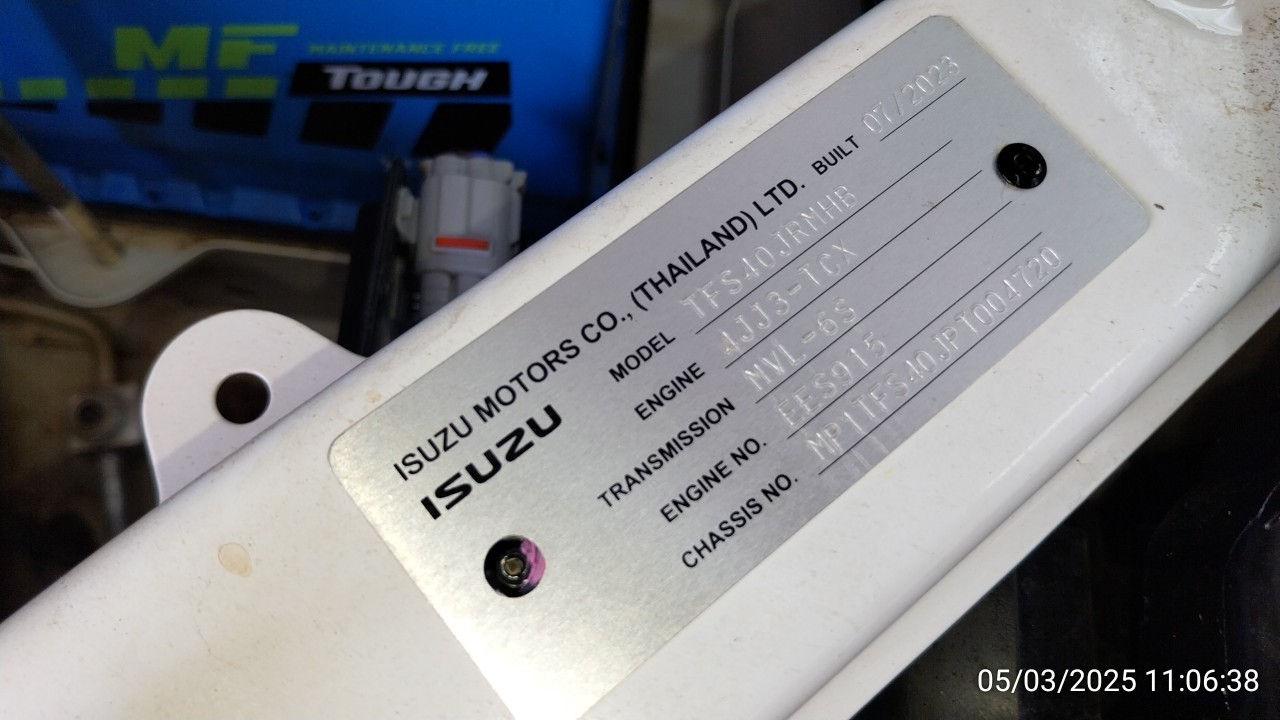 MF MAINTENANCE FREE
TOUGH
ISUZU MOTORS CO., (THAILAND) LTD. BUILT 07/2023
ISUZU
MODEL TFS40JRMHB
ENGINE 4JJ3-TCX
TRANSMISSION MVL-6S
ENGINE NO. EES915
CHASSIS NO. MP1TFS40JPT004720
05/03/2025 11:06:38